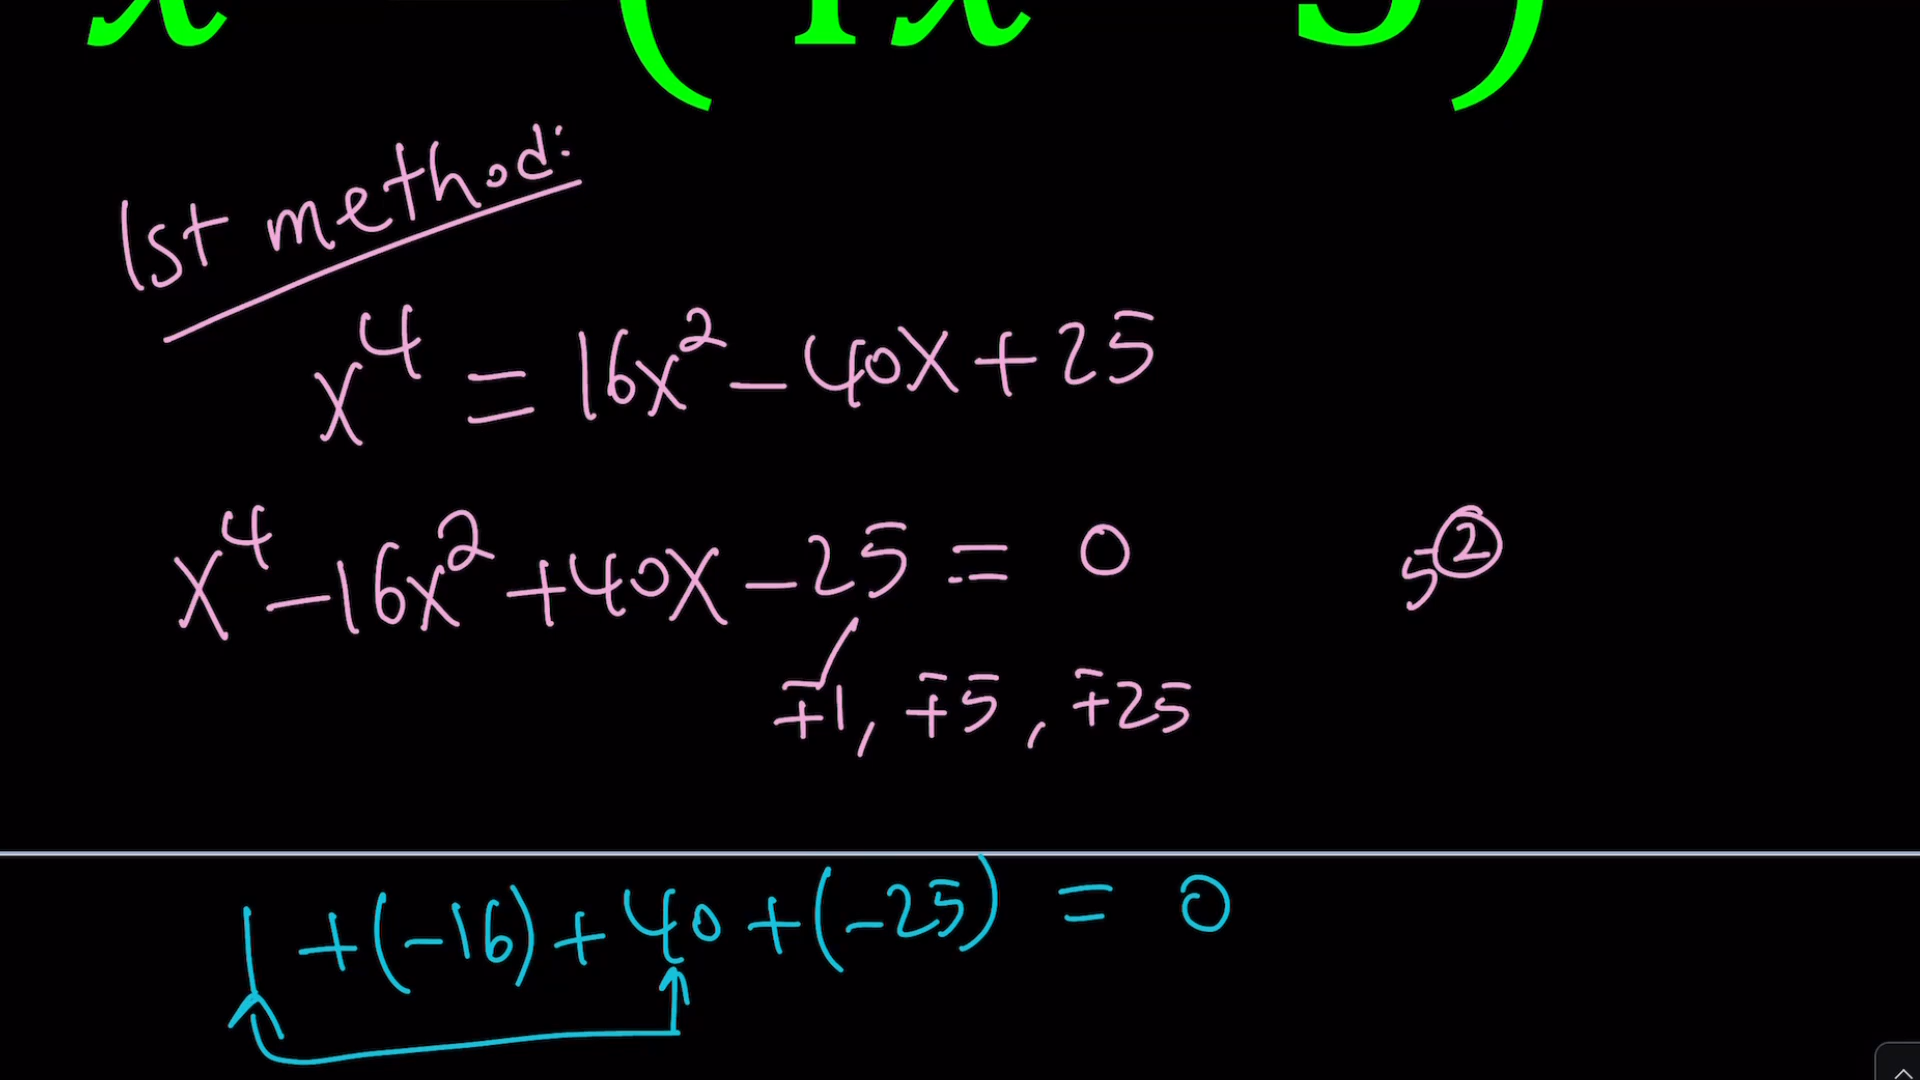 1st method:
x⁴ = 16x² - 40x + 25
x⁴ - 16x² + 40x - 25 = 0
5²
∓1, ∓5, ∓25
1 + (-16) + 40 + (-25) = 0